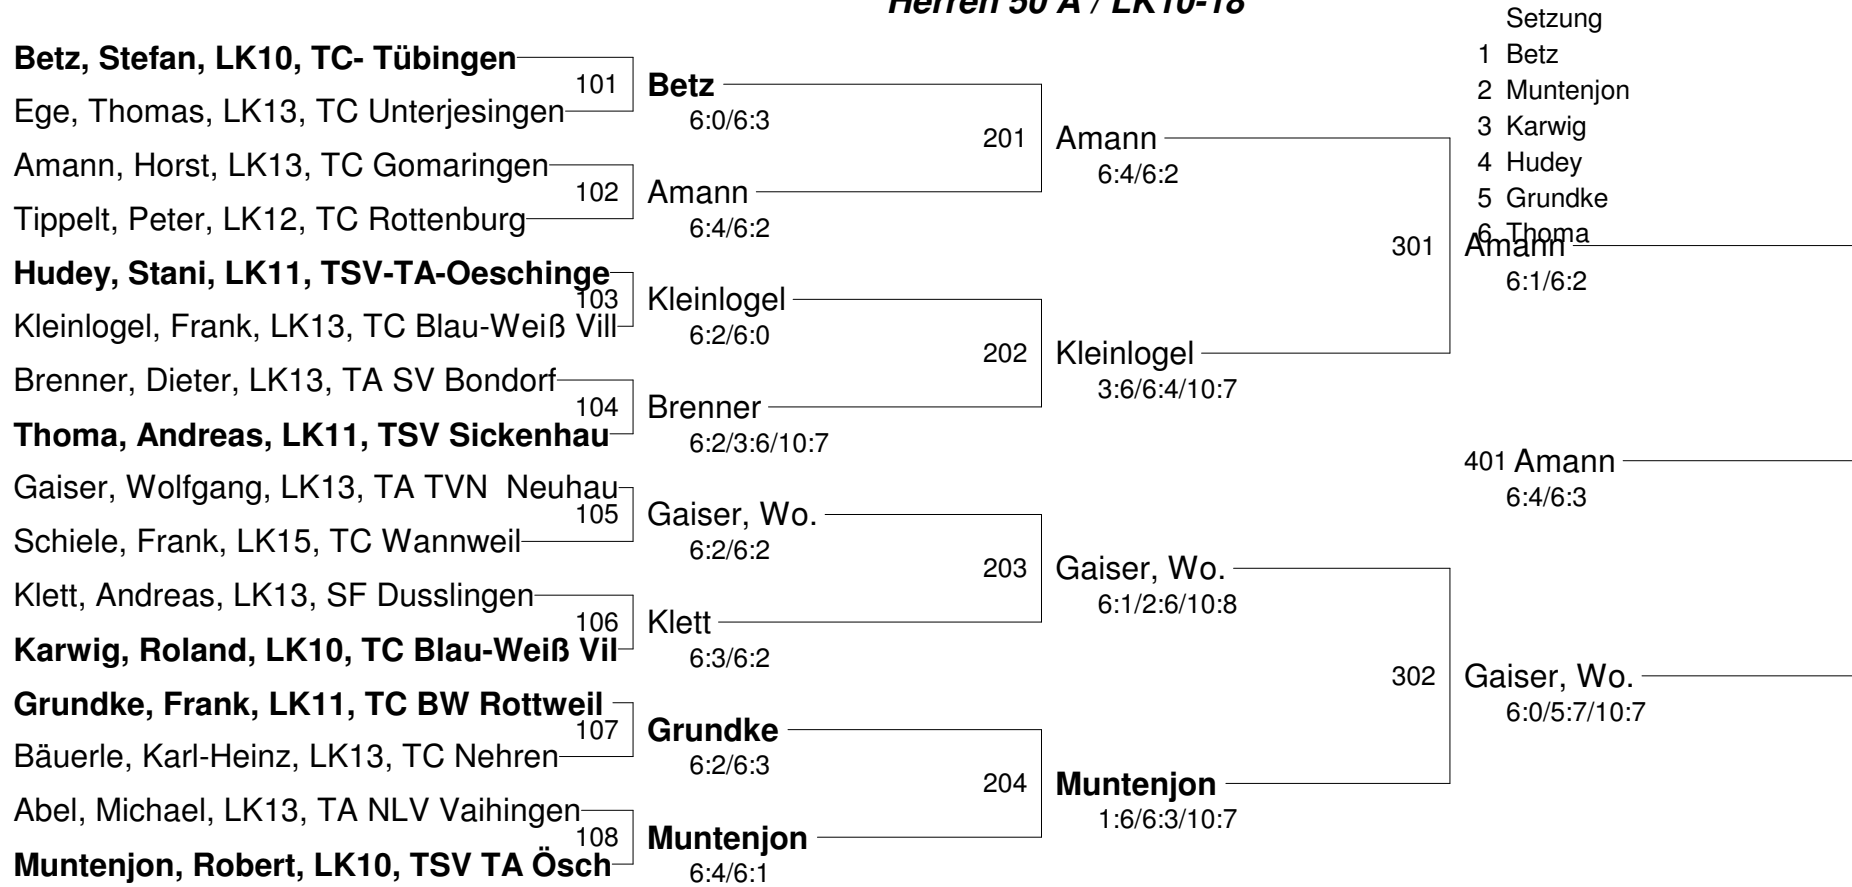 Herren 50 A / LK10-18
Setzung
1 Betz
2 Muntenjon
3 Karwig
4 Hudey
5 Grundke
6 Thoma
Betz, Stefan, LK10, TC- Tübingen
Ege, Thomas, LK13, TC Unterjesingen
Amann, Horst, LK13, TC Gomaringen
Tippelt, Peter, LK12, TC Rottenburg
Hudey, Stani, LK11, TSV-TA-Oeschinge
Kleinlogel, Frank, LK13, TC Blau-Weiß Vill
Brenner, Dieter, LK13, TA SV Bondorf
Thoma, Andreas, LK11, TSV Sickenhau
Gaiser, Wolfgang, LK13, TA TVN  Neuhau
Schiele, Frank, LK15, TC Wannweil
Klett, Andreas, LK13, SF Dusslingen
Karwig, Roland, LK10, TC Blau-Weiß Vil
Grundke, Frank, LK11, TC BW Rottweil
Bäuerle, Karl-Heinz, LK13, TC Nehren
Abel, Michael, LK13, TA NLV Vaihingen
Muntenjon, Robert, LK10, TSV TA Ösch
101 Betz
6:0/6:3
102 Amann
6:4/6:2
103 Kleinlogel
6:2/6:0
104 Brenner
6:2/3:6/10:7
105 Gaiser, Wo.
6:2/6:2
106 Klett
6:3/6:2
107 Grundke
6:2/6:3
108 Muntenjon
6:4/6:1
201 Amann
6:4/6:2
202 Kleinlogel
3:6/6:4/10:7
203 Gaiser, Wo.
6:1/2:6/10:8
204 Muntenjon
1:6/6:3/10:7
301 Amann
6:1/6:2
302 Gaiser, Wo.
6:0/5:7/10:7
401 Amann
6:4/6:3